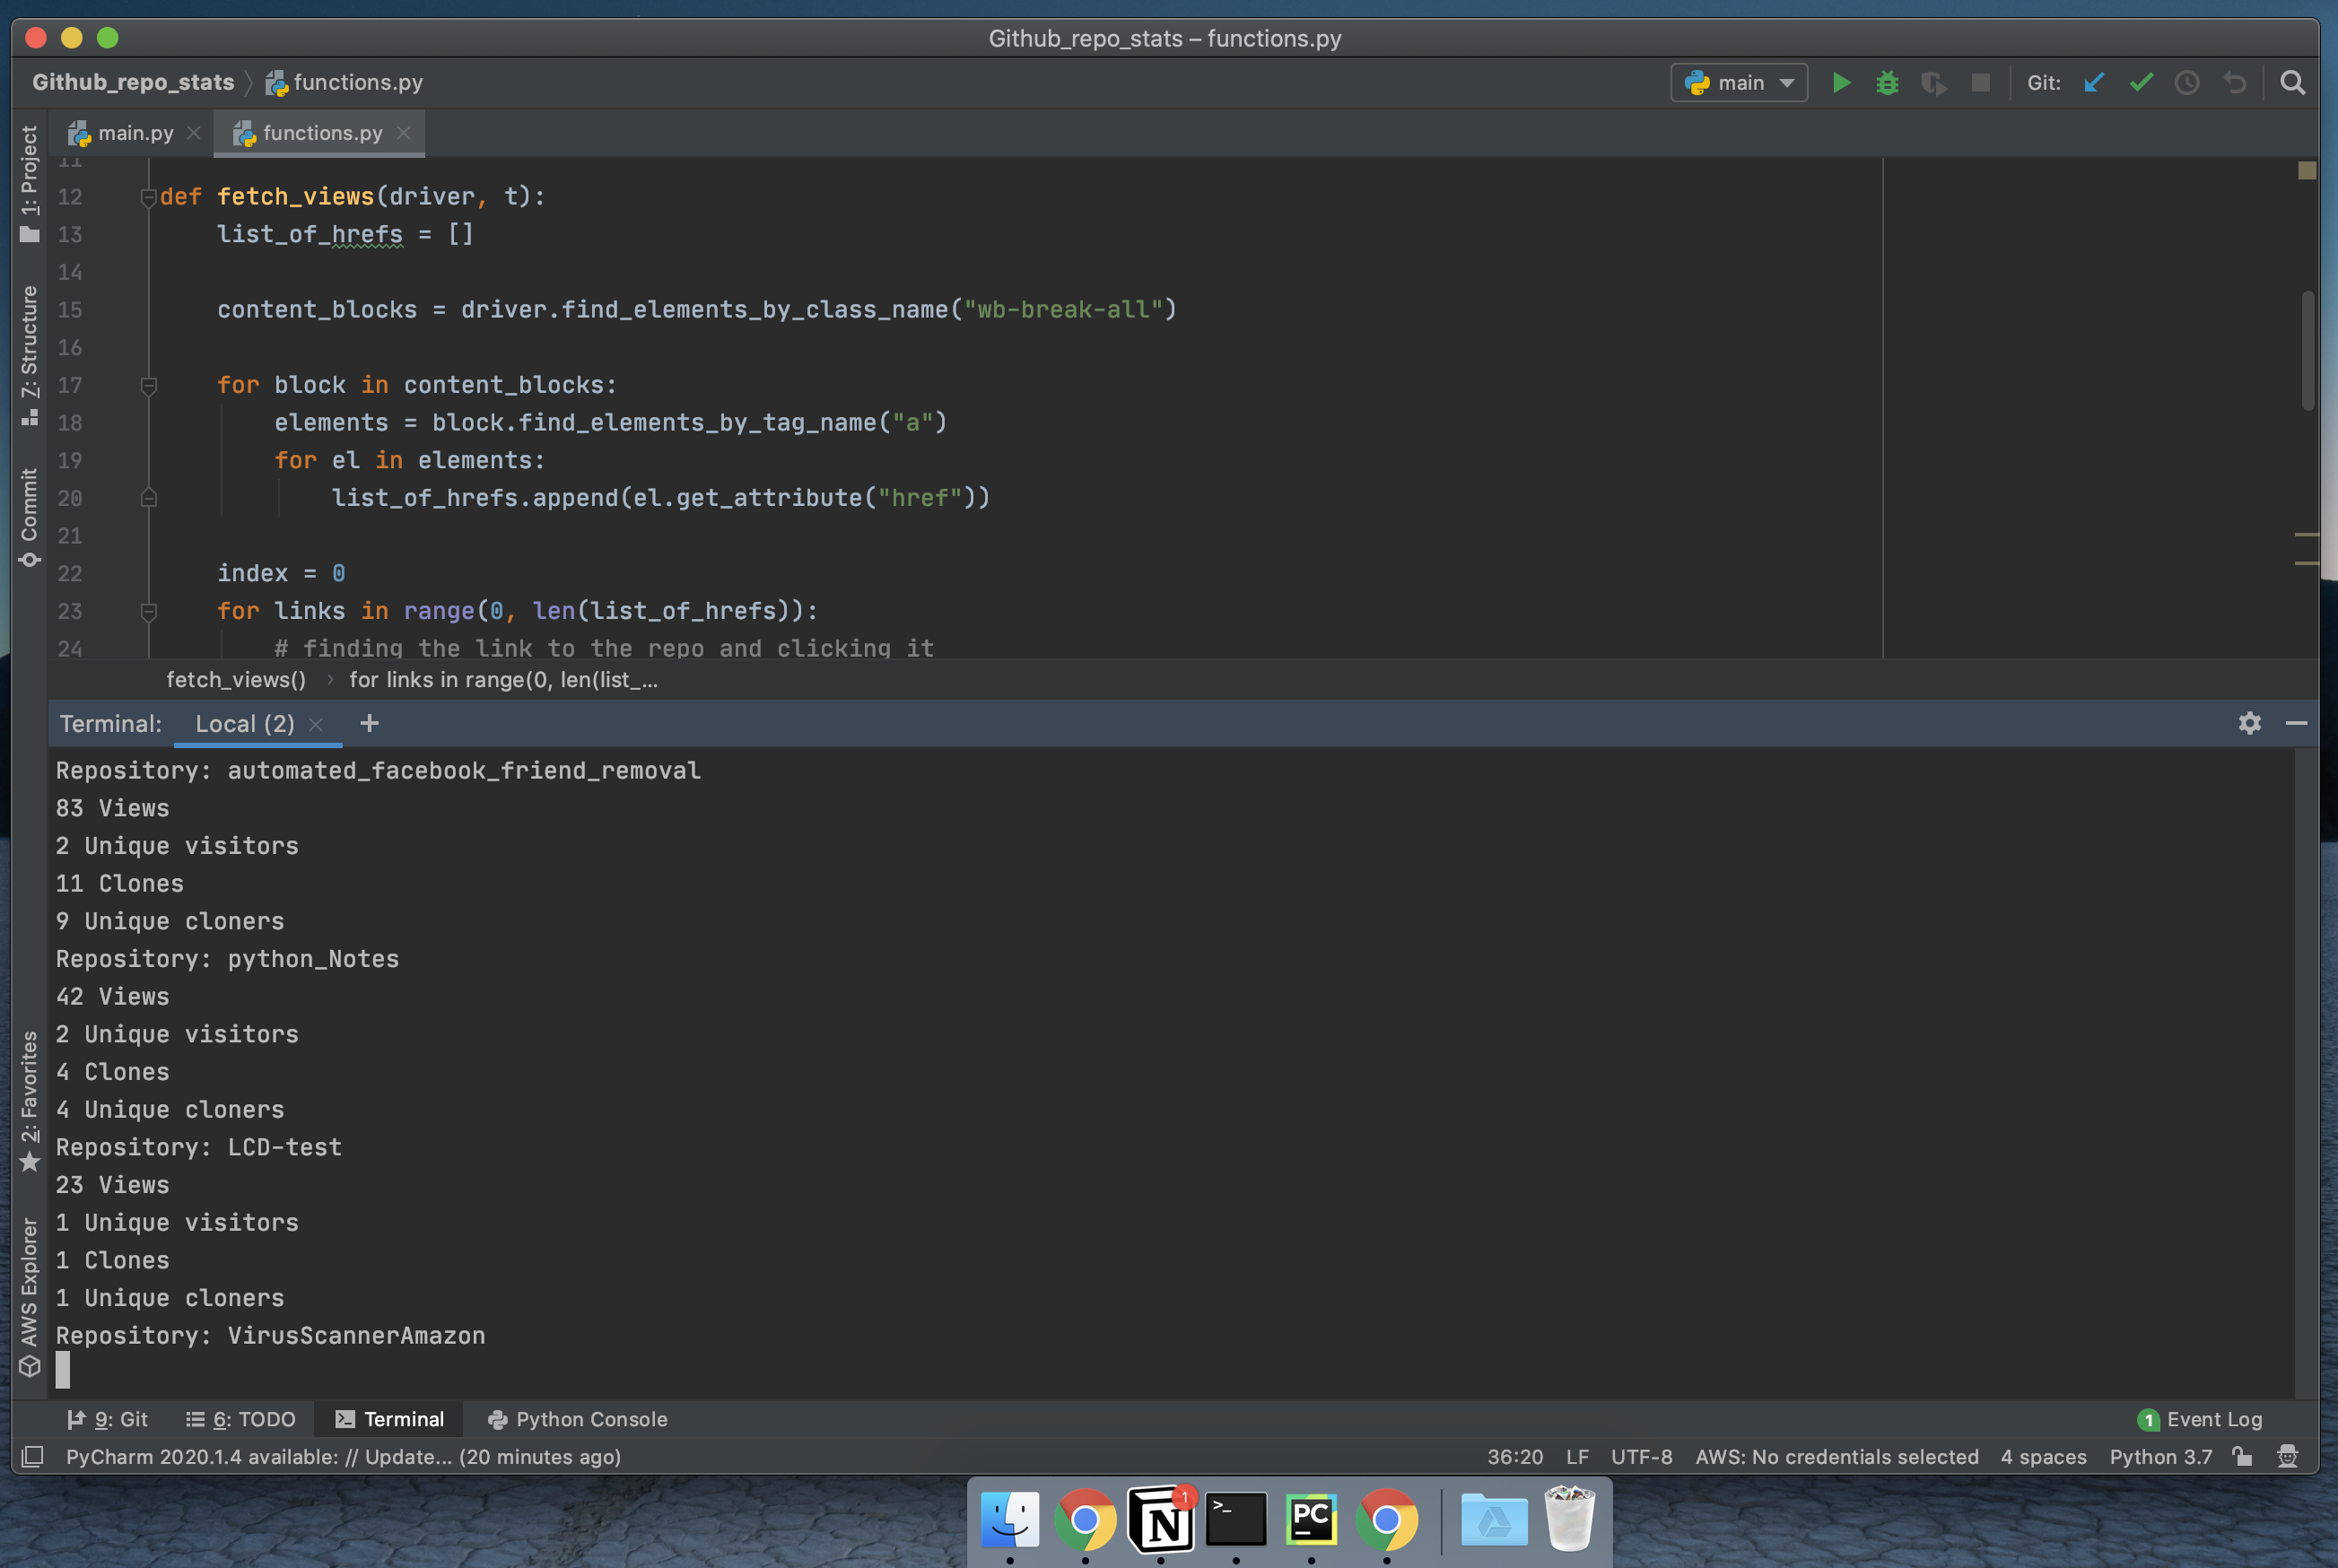 Github_repo_stats – functions.py
Github_repo_stats functions.py
main
Git:
main.py functions.py
1: Project
7: Structure
Commit
2: Favorites
AWS Explorer
11
12 def fetch_views(driver, t):
13 list_of_hrefs = []
14
15 content_blocks = driver.find_elements_by_class_name("wb-break-all")
16
17 for block in content_blocks:
18 elements = block.find_elements_by_tag_name("a")
19 for el in elements:
20 list_of_hrefs.append(el.get_attribute("href"))
21
22 index = 0
23 for links in range(0, len(list_of_hrefs)):
24 # finding the link to the repo and clicking it
fetch_views() › for links in range(0, len(list_...
Terminal: Local (2) +
Repository: automated_facebook_friend_removal
83 Views
2 Unique visitors
11 Clones
9 Unique cloners
Repository: python_Notes
42 Views
2 Unique visitors
4 Clones
4 Unique cloners
Repository: LCD-test
23 Views
1 Unique visitors
1 Clones
1 Unique cloners
Repository: VirusScannerAmazon
9: Git 6: TODO Terminal Python Console 1 Event Log
PyCharm 2020.1.4 available: // Update... (20 minutes ago) 36:20 LF UTF-8 AWS: No credentials selected 4 spaces Python 3.7
1
N >_ PC